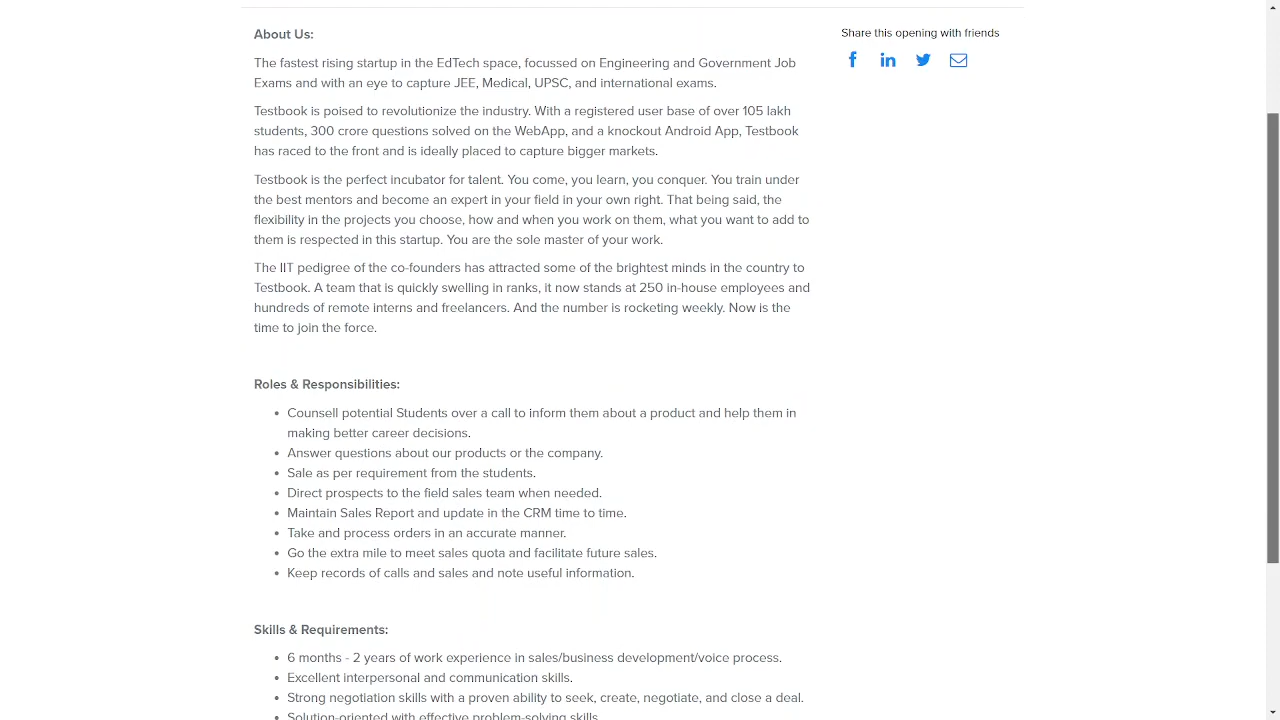 About Us:
Share this opening with friends
The fastest rising startup in the EdTech space, focussed on Engineering and Government Job
Exams and with an eye to capture JEE, Medical, UPSC, and international exams.
Testbook is poised to revolutionize the industry. With a registered user base of over 105 lakh
students, 300 crore questions solved on the WebApp, and a knockout Android App, Testbook
has raced to the front and is ideally placed to capture bigger markets.
Testbook is the perfect incubator for talent. You come, you learn, you conquer. You train under
the best mentors and become an expert in your field in your own right. That being said, the
flexibility in the projects you choose, how and when you work on them, what you want to add to
them is respected in this startup. You are the sole master of your work.
The IIT pedigree of the co-founders has attracted some of the brightest minds in the country to
Testbook. A team that is quickly swelling in ranks, it now stands at 250 in-house employees and
hundreds of remote interns and freelancers. And the number is rocketing weekly. Now is the
time to join the force.
Roles & Responsibilities:
• Counsell potential Students over a call to inform them about a product and help them in
making better career decisions.
• Answer questions about our products or the company.
• Sale as per requirement from the students.
• Direct prospects to the field sales team when needed.
• Maintain Sales Report and update in the CRM time to time.
• Take and process orders in an accurate manner.
• Go the extra mile to meet sales quota and facilitate future sales.
• Keep records of calls and sales and note useful information.
Skills & Requirements:
• 6 months - 2 years of work experience in sales/business development/voice process.
• Excellent interpersonal and communication skills.
• Strong negotiation skills with a proven ability to seek, create, negotiate, and close a deal.
• Solution-oriented with effective problem-solving skills.